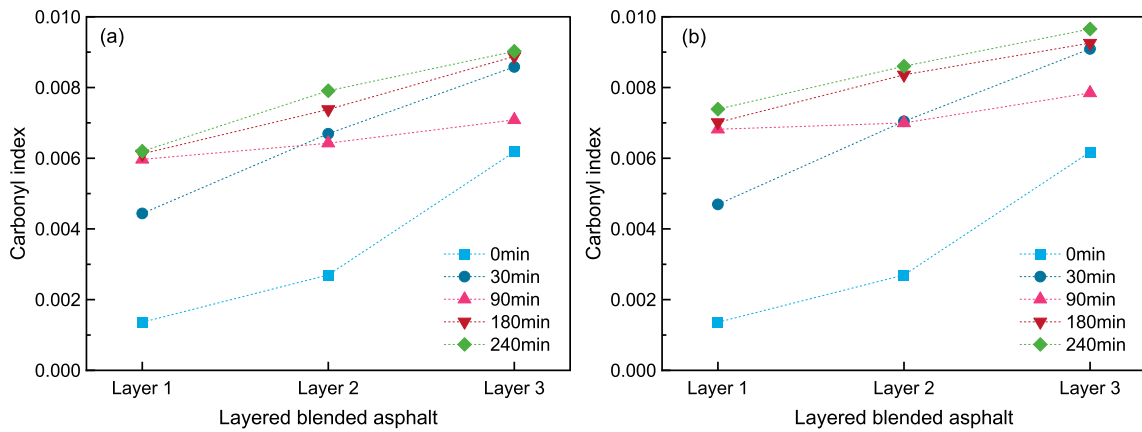 (a)
0.010
0.008
0.006
0.004
0.002
0.000
Carbonyl index
0min
30min
90min
180min
240min
Layer 1
Layer 2
Layer 3
Layered blended asphalt
(b)
0.010
0.008
0.006
0.004
0.002
0.000
Carbonyl index
0min
30min
90min
180min
240min
Layer 1
Layer 2
Layer 3
Layered blended asphalt